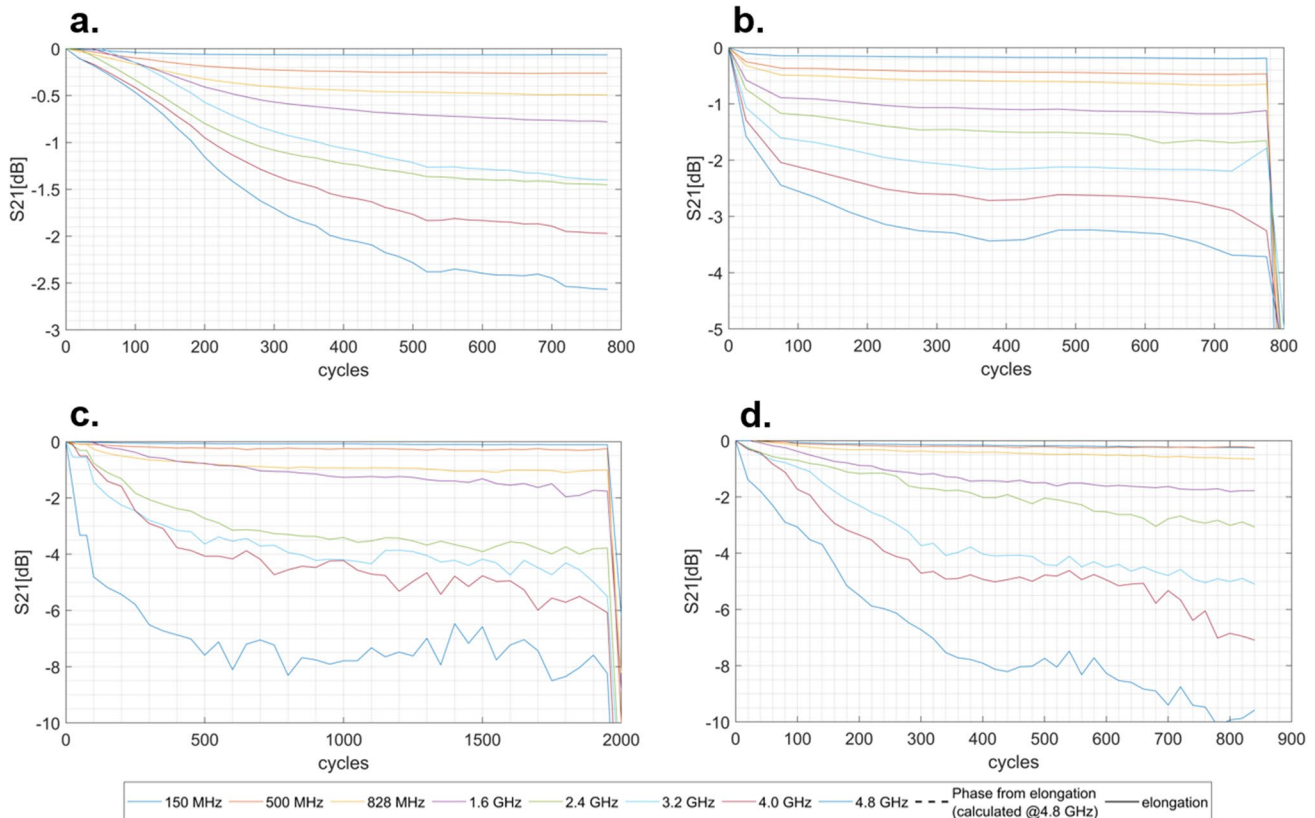 a.
0
-0.5
-1
-1.5
-2
-2.5
-3
S21[dB]
0 100 200 300 400 500 600 700 800
cycles
b.
0
-1
-2
-3
-4
-5
S21[dB]
0 100 200 300 400 500 600 700 800
cycles
c.
0
-2
-4
-6
-8
-10
S21[dB]
0 500 1000 1500 2000
cycles
d.
0
-2
-4
-6
-8
-10
S21[dB]
0 100 200 300 400 500 600 700 800 900
cycles
150 MHz 500 MHz 828 MHz 1.6 GHz 2.4 GHz 3.2 GHz 4.0 GHz 4.8 GHz Phase from elongation
(calculated @4.8 GHz) elongation